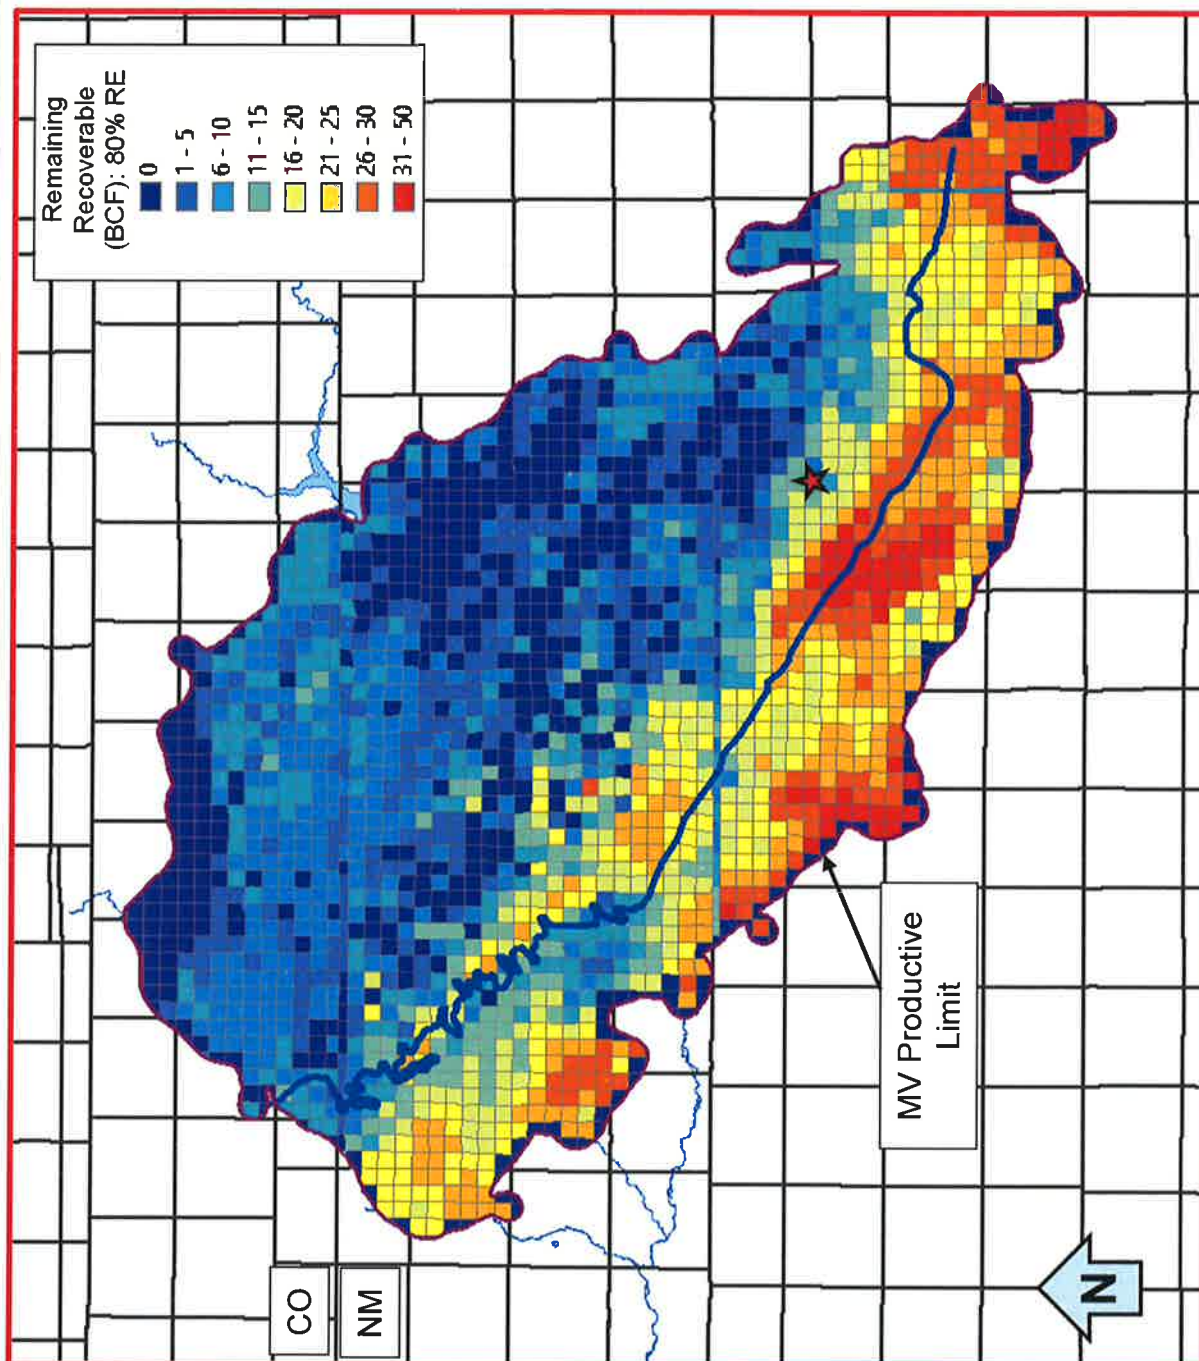 Remaining
Recoverable
(BCF): 80% RE
0
1 - 5
6 - 10
11 - 15
16 - 20
21 - 25
26 - 30
31 - 50
CO
NM
MV Productive
Limit
N